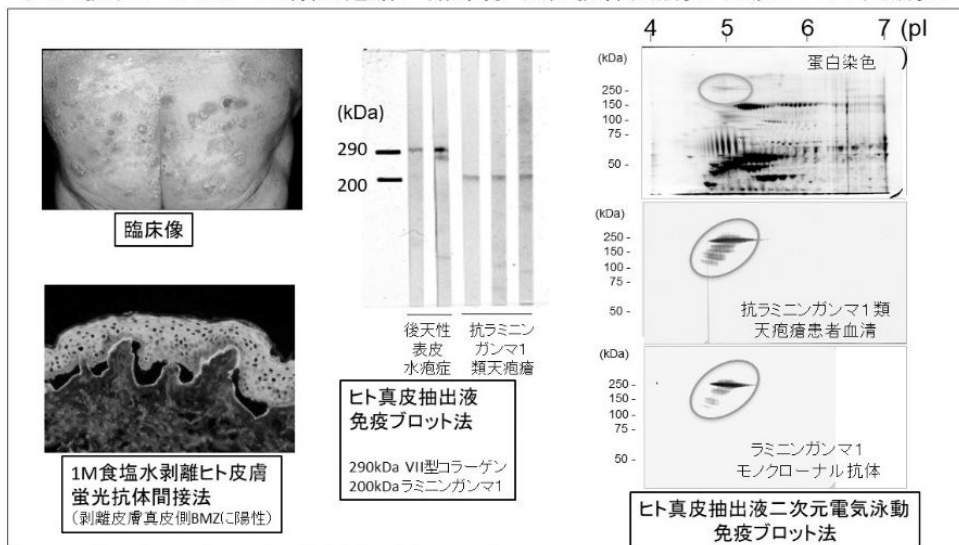 臨床像
1M食塩水剥離ヒト皮膚
蛍光抗体間接法
(剥離皮膚真皮側BMZに陽性)
(kDa)
290
200
後天性
表皮
水疱症
抗ラミニン
ガンマ1
類天疱瘡
ヒト真皮抽出液
免疫ブロット法
290kDa VII型コラーゲン
200kDaラミニンガンマ1
4 5 6 7 (pI
)
(kDa)
蛋白染色
250 -
150 -
100 -
75 -
50 -
(kDa)
250 -
150 -
100 -
75 -
50 -
抗ラミニンガンマ1類
天疱瘡患者血清
(kDa)
250 -
150 -
100 -
75 -
50 -
ラミニンガンマ1
モノクローナル抗体
ヒト真皮抽出液二次元電気泳動
免疫ブロット法